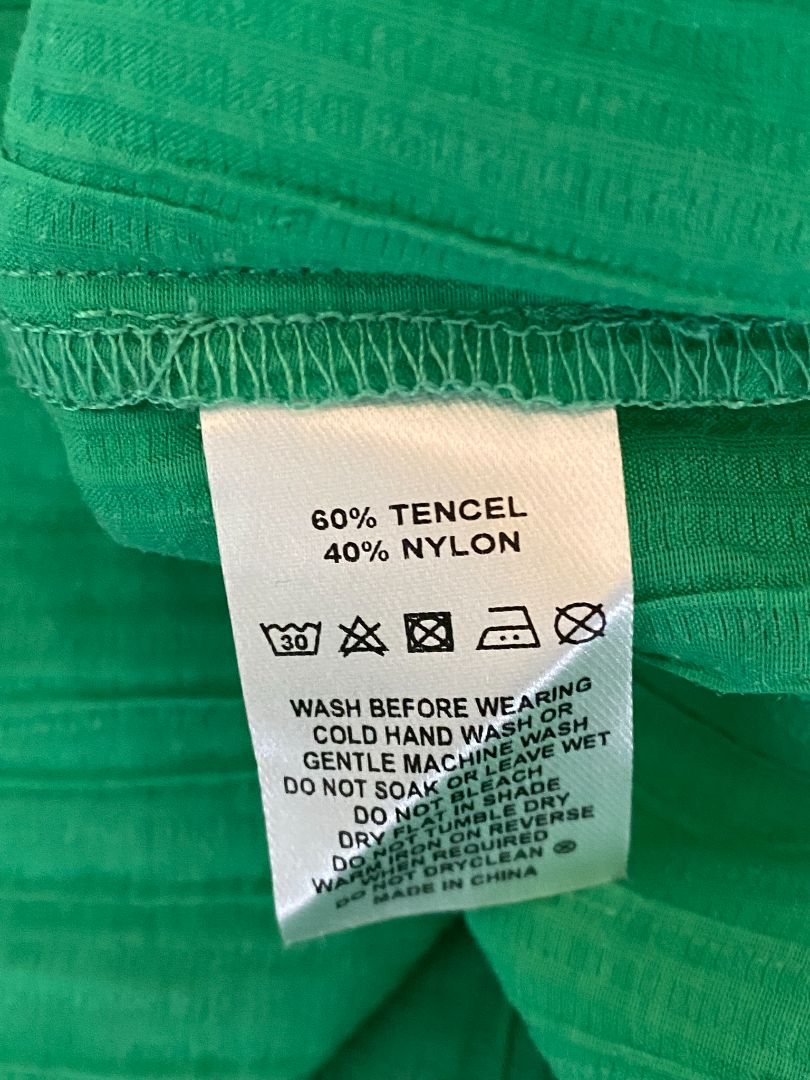 60% TENCEL
40% NYLON
30
WASH BEFORE WEARING
COLD HAND WASH OR
GENTLE MACHINE WASH
DO NOT SOAK OR LEAVE WET
DO NOT BLEACH
DRY FLAT IN SHADE
DO NOT TUMBLE DRY
WARM IRON ON REVERSE
WHEN REQUIRED
DO NOT DRYCLEAN
MADE IN CHINA